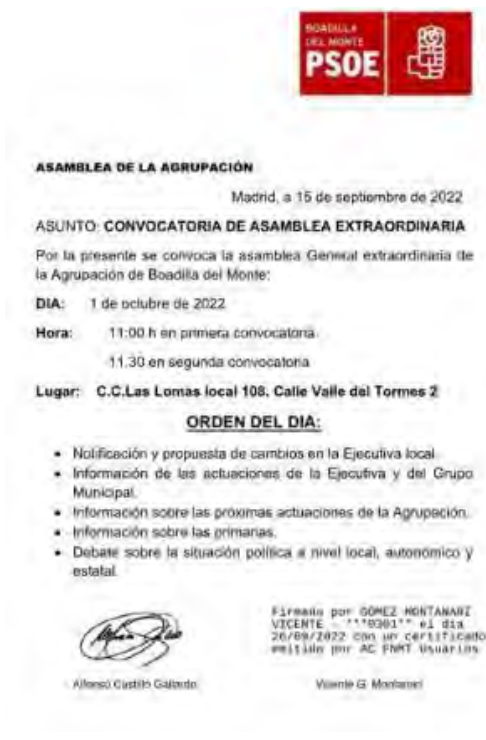 BOADILLA
DEL MONTE
PSOE
ASAMBLEA DE LA AGRUPACIÓN
Madrid, a 15 de septiembre de 2022
ASUNTO: CONVOCATORIA DE ASAMBLEA EXTRAORDINARIA
Por la presente se convoca la asamblea General extraordinaria de
la Agrupación de Boadilla del Monte:
DIA: 1 de octubre de 2022
Hora: 11:00 h en primera convocatoria
11.30 en segunda convocatoria
Lugar: C.C.Las Lomas local 108. Calle Valle del Tormes 2
ORDEN DEL DIA:
• Notificación y propuesta de cambios en la Ejecutiva local
• Información de las actuaciones de la Ejecutiva y del Grupo
Municipal.
• Información sobre las próximas actuaciones de la Agrupación.
• Información sobre las primarias.
• Debate sobre la situación política a nivel local, autonómico y
estatal.
Firmado por GOMEZ MONTANARI
VICENTE - ***0301** el día
26/09/2022 con un certificado
emitido por AC FNMT Usuarios
Alfonso Castillo Gallardo
Vicente G. Montanari